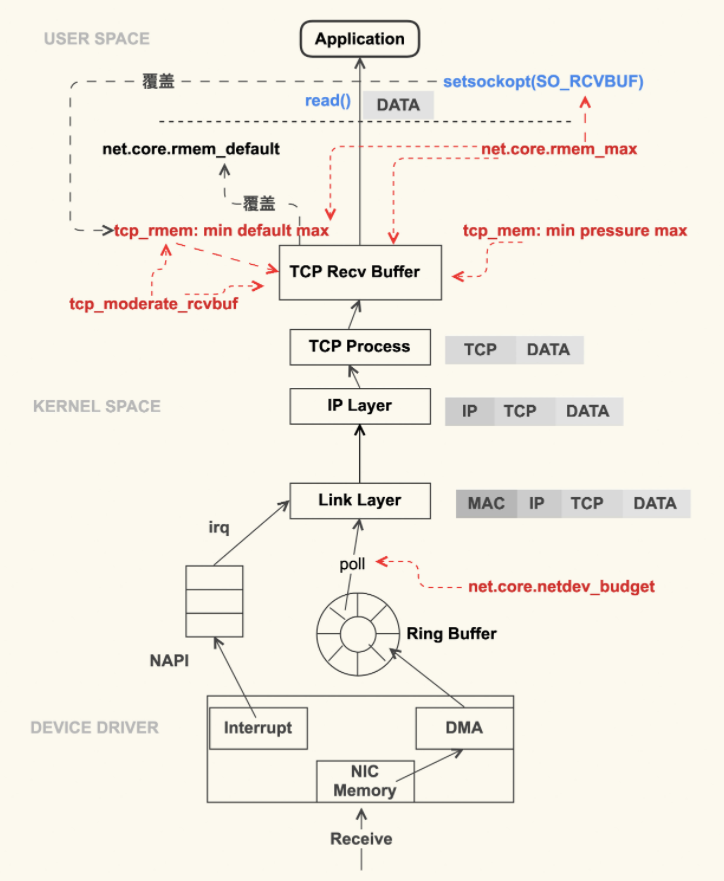 USER SPACE
Application
覆盖
setsockopt(SO_RCVBUF)
read()
DATA
net.core.rmem_default
net.core.rmem_max
覆盖
tcp_rmem: min default max
tcp_mem: min pressure max
TCP Recv Buffer
tcp_moderate_rcvbuf
TCP Process
TCP DATA
KERNEL SPACE
IP Layer
IP TCP DATA
Link Layer
MAC IP TCP DATA
irq
poll
net.core.netdev_budget
Ring Buffer
NAPI
DEVICE DRIVER
Interrupt
DMA
NIC
Memory
Receive